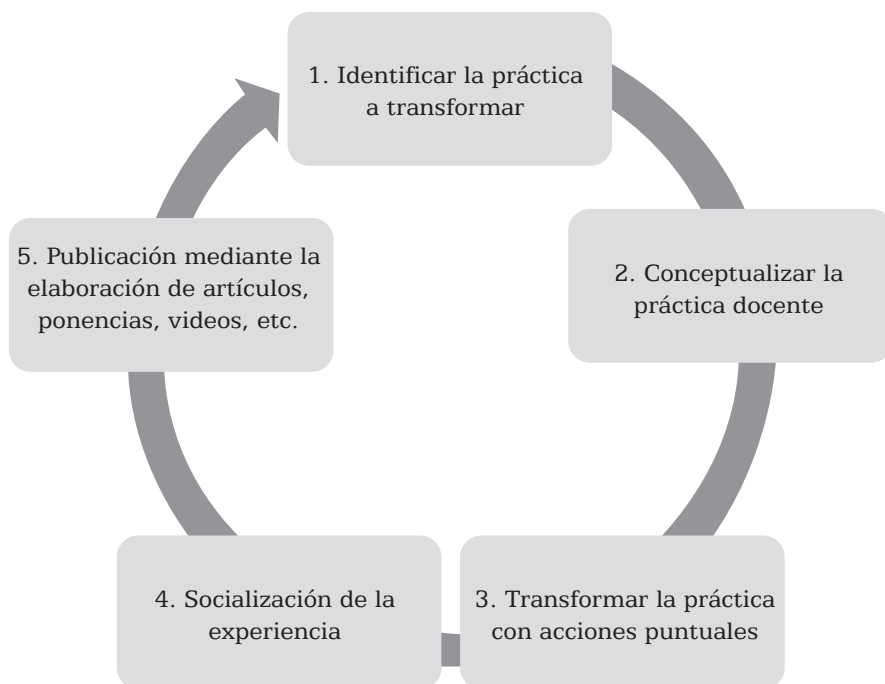 1. Identificar la práctica
a transformar
2. Conceptualizar la
práctica docente
3. Transformar la práctica
con acciones puntuales
4. Socialización de la
experiencia
5. Publicación mediante la
elaboración de artículos,
ponencias, videos, etc.